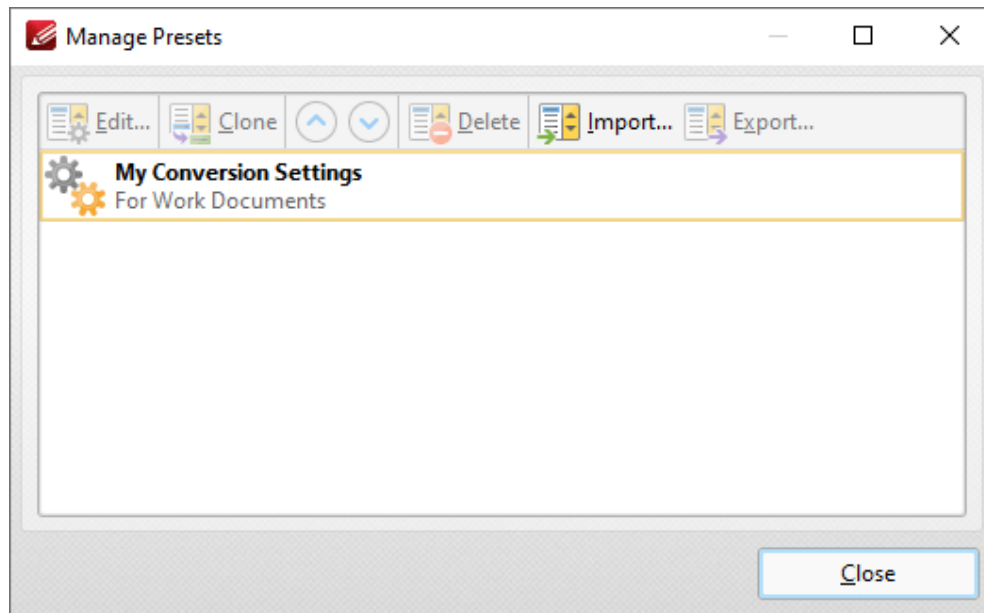 Manage Presets
Edit... Clone Delete Import... Export...
My Conversion Settings
For Work Documents
Close